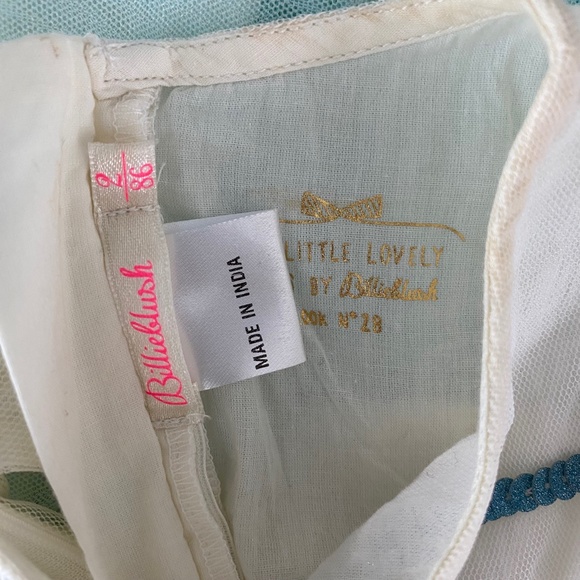 2
86
Billieblush
MADE IN INDIA
LITTLE LOVELY
BY Billieblush
N°28